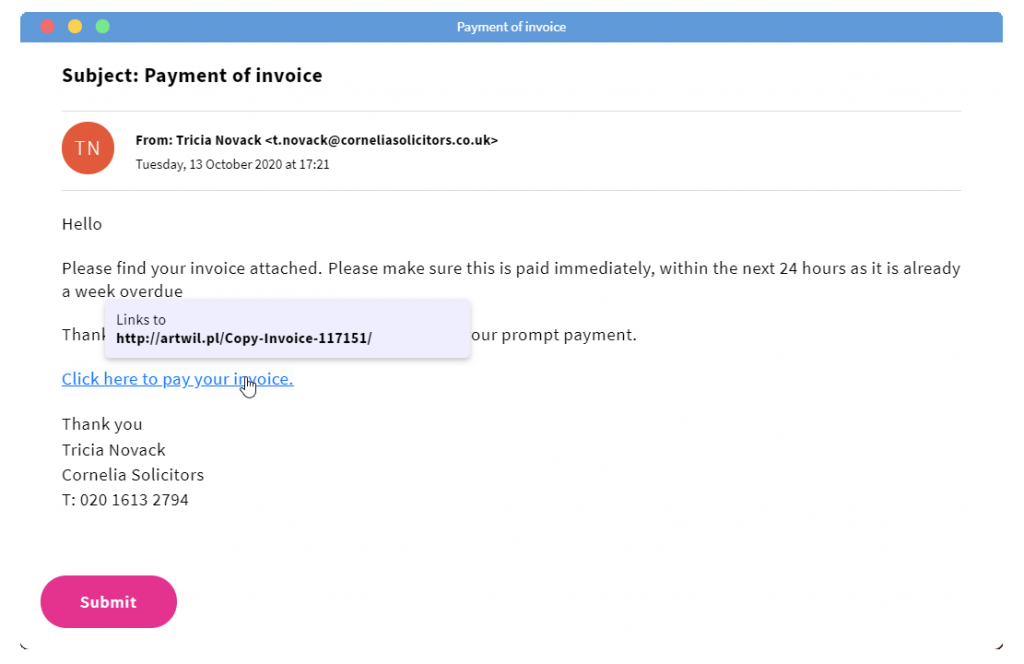 Payment of invoice
Subject: Payment of invoice
TN
From: Tricia Novack <t.novack@corneliasolicitors.co.uk>
Tuesday, 13 October 2020 at 17:21
Hello
Please find your invoice attached. Please make sure this is paid immediately, within the next 24 hours as it is already
a week overdue
Links to
http://artwil.pl/Copy-Invoice-117151/
prompt payment.
Click here to pay your invoice.
Thank you
Tricia Novack
Cornelia Solicitors
T: 020 1613 2794
Submit